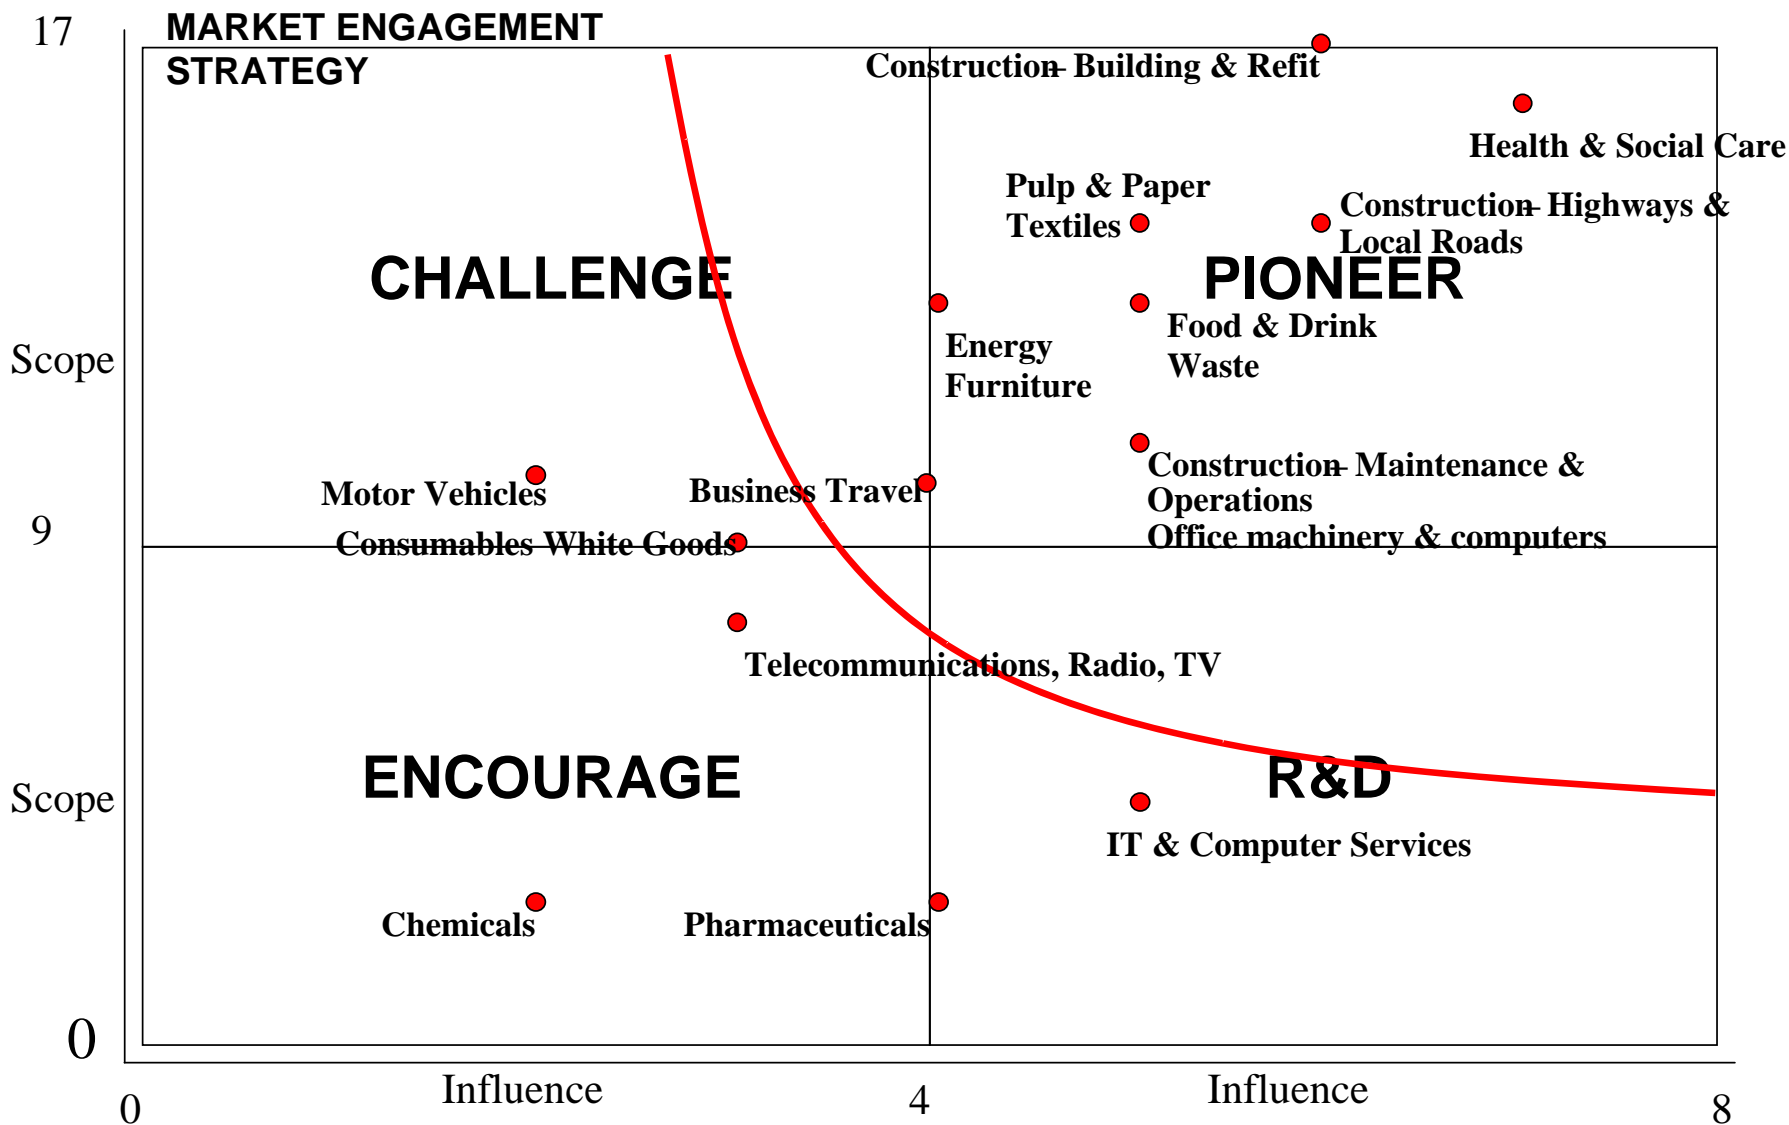 17
MARKET ENGAGEMENT
STRATEGY
Construction– Building & Refit
Health & Social Care
Pulp & Paper
Textiles
Construction– Highways &
Local Roads
CHALLENGE
PIONEER
Food & Drink
Waste
Energy
Furniture
Scope
Motor Vehicles
Business Travel
Construction– Maintenance &
Operations
Office machinery & computers
9
Consumables White Goods
Telecommunications, Radio, TV
ENCOURAGE
R&D
Scope
IT & Computer Services
Chemicals
Pharmaceuticals
0
Influence
Influence
0
4
8